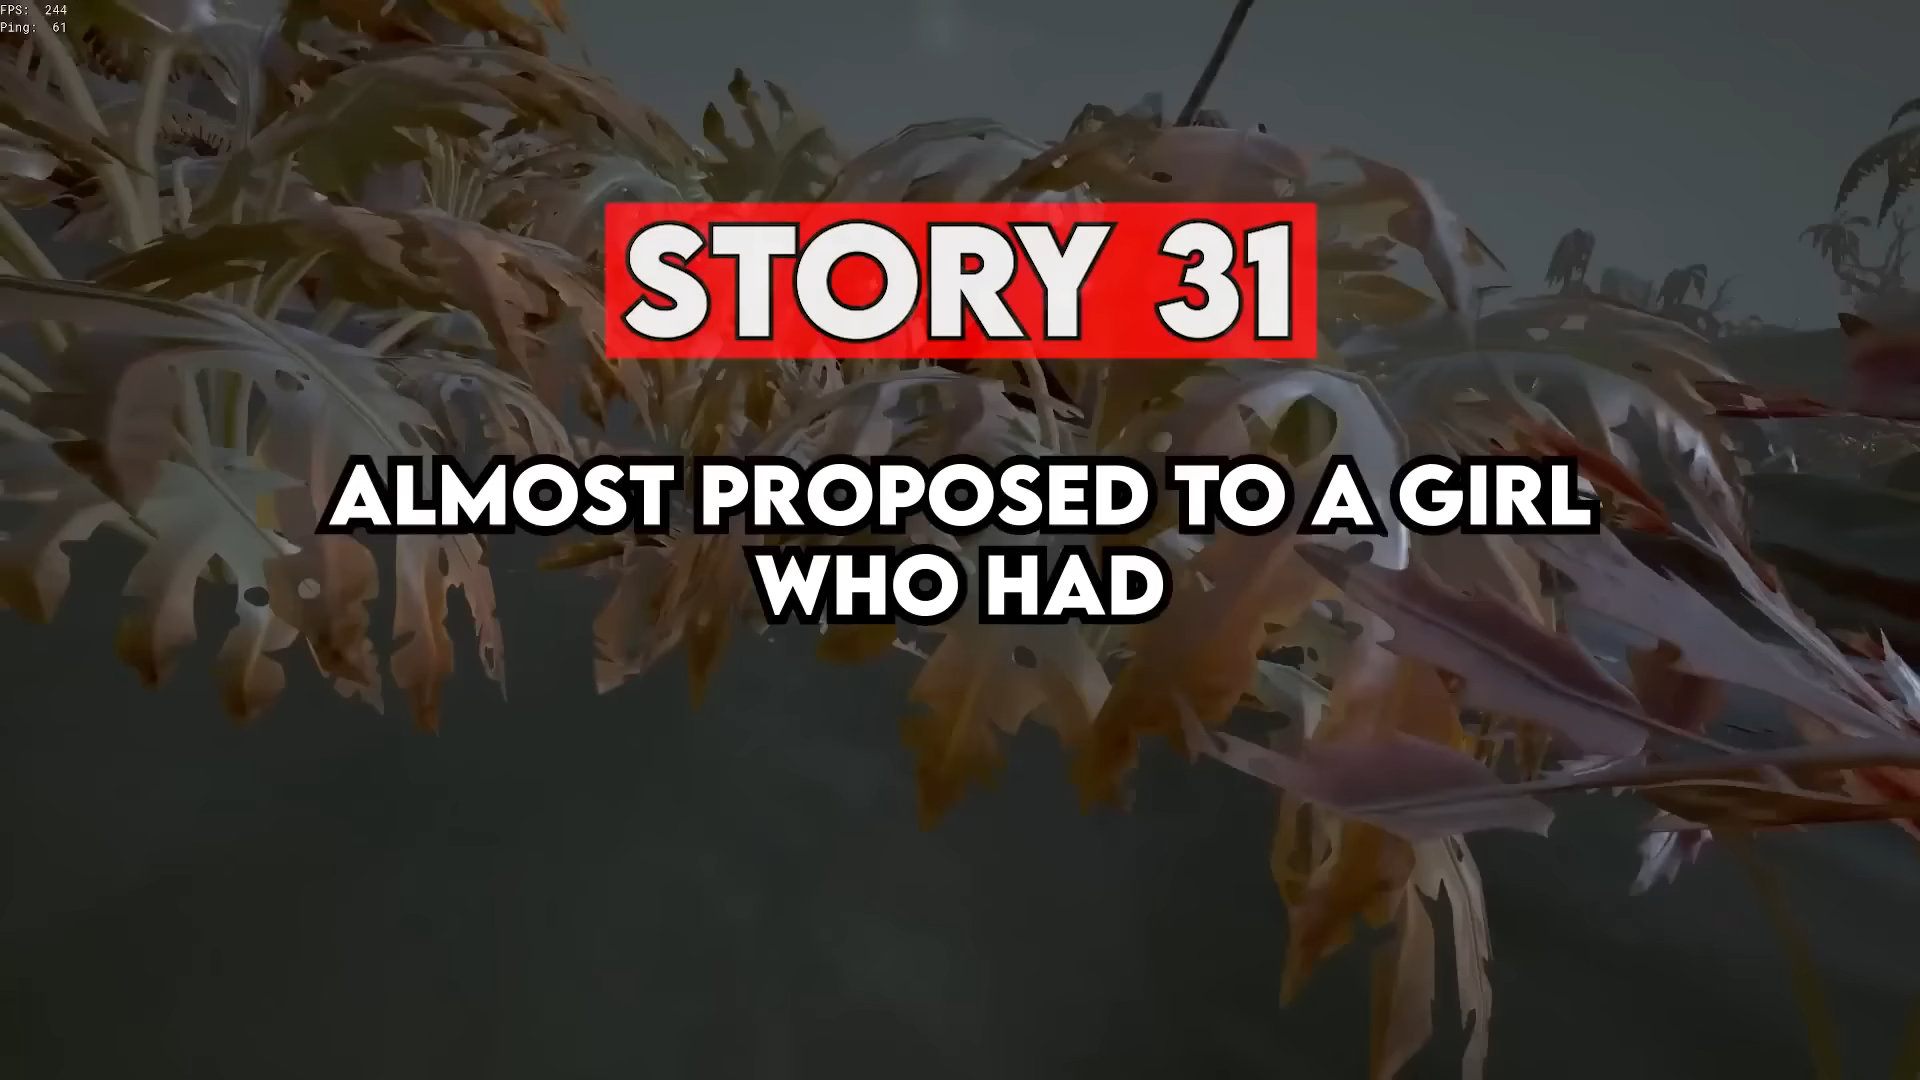 FPS: 244
Ping: 61
STORY 31
ALMOST PROPOSED TO A GIRL
WHO HAD